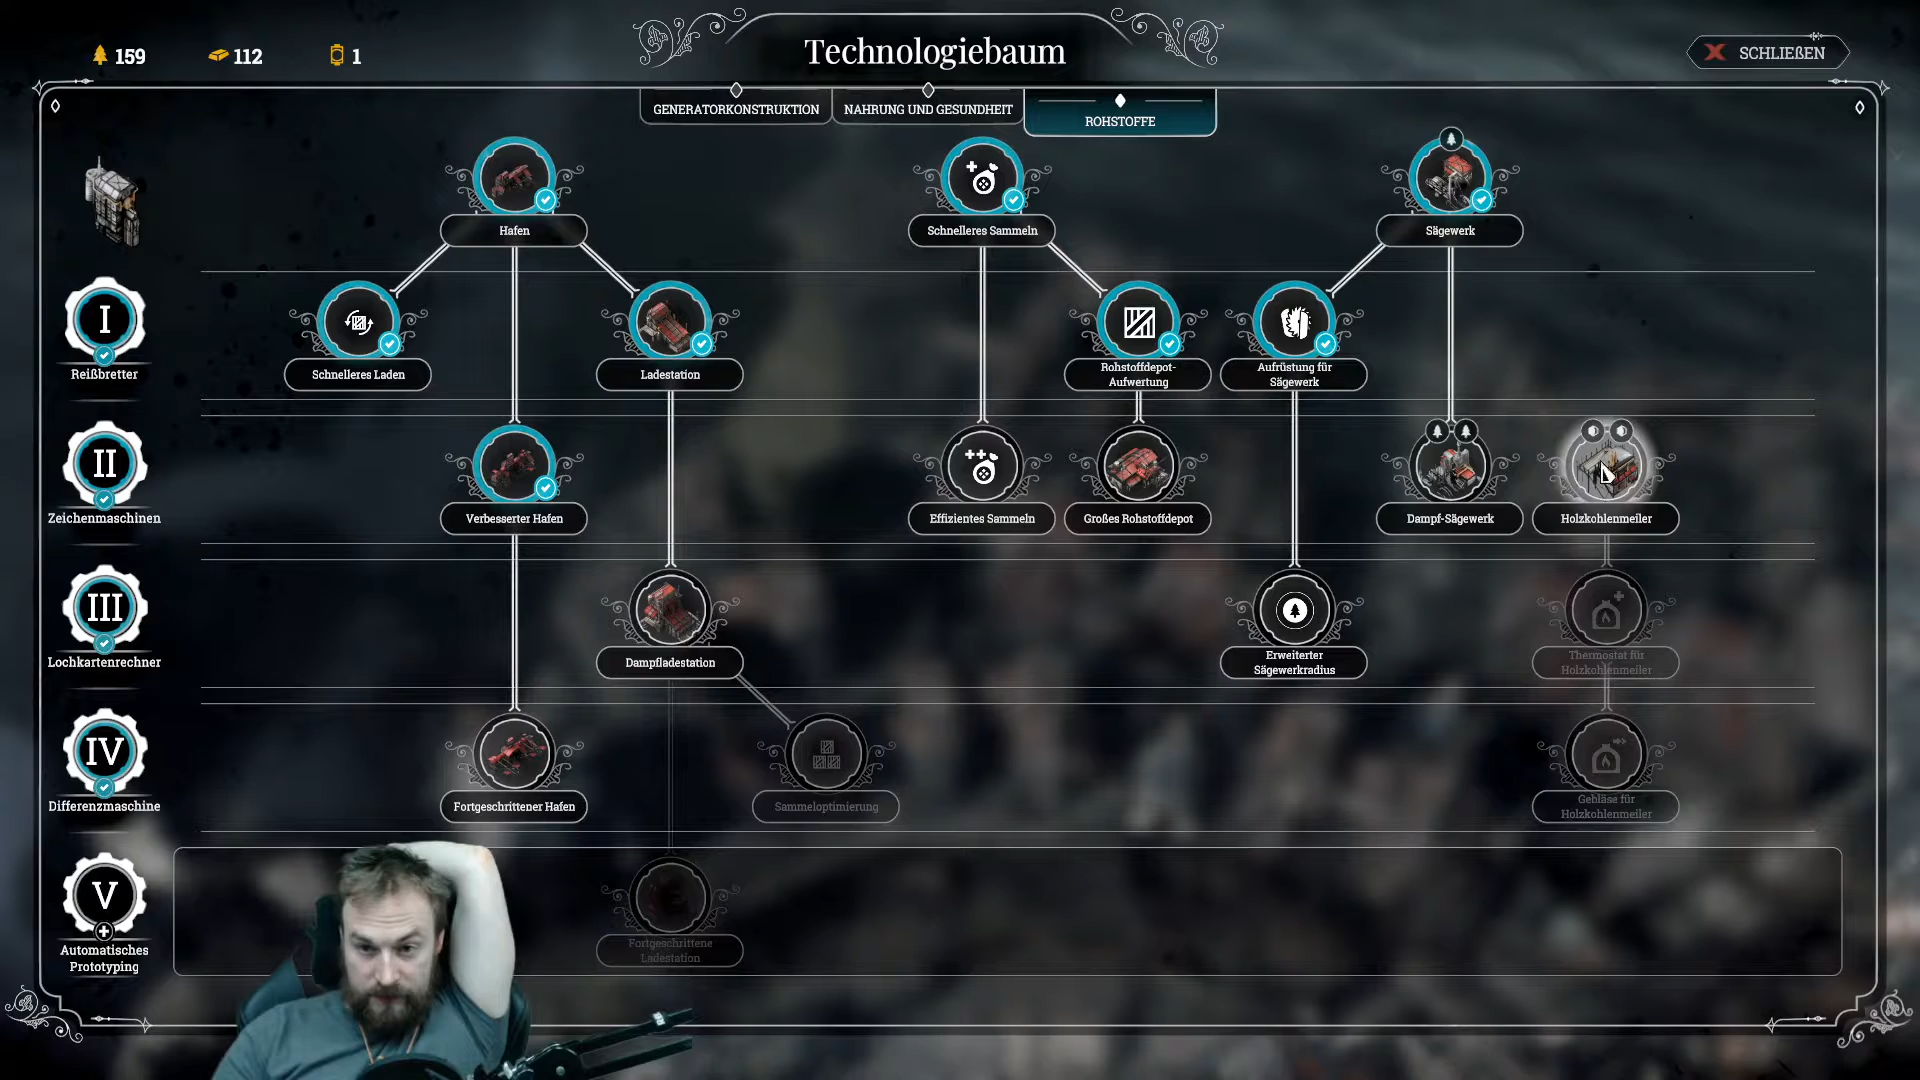 159
112
1
Technologiebaum
SCHLIEẞEN
GENERATORKONSTRUKTION
NAHRUNG UND GESUNDHEIT
ROHSTOFFE
Hafen
Schnelleres Sammeln
Sägewerk
I
Reißbretter
Schnelleres Laden
Ladestation
Rohstoffdepot-
Aufwertung
Aufrüstung für
Sägewerk
II
Zeichenmaschinen
Verbesserter Hafen
Effizientes Sammeln
Großes Rohstoffdepot
Dampf-Sägewerk
Holzkohlenmeiler
III
Lochkartenrechner
Dampfladestation
Erweiterter
Sägewerkradius
Thermostat für
Holzkohlenmeiler
IV
Differenzmaschine
Fortgeschrittener Hafen
Sammeloptimierung
Gebläse für
Holzkohlenmeiler
V
Automatisches
Prototyping
Fortgeschrittene
Ladestation